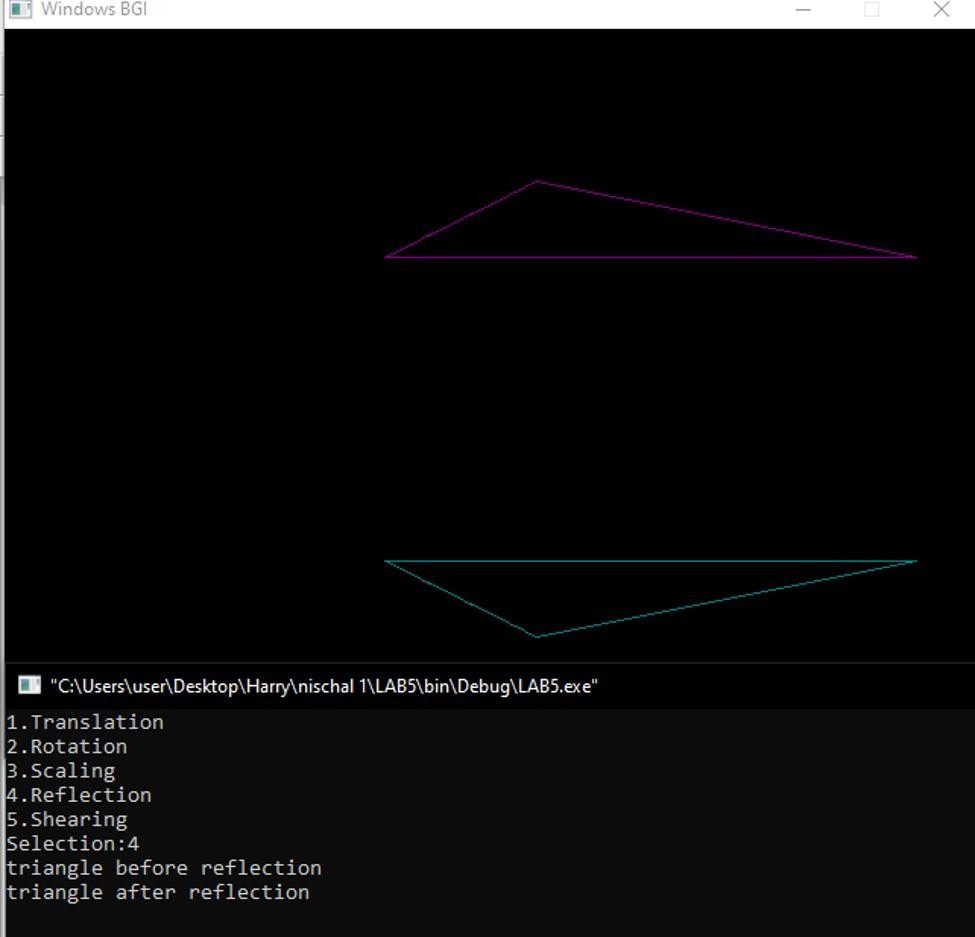 Windows BGI
"C:\Users\user\Desktop\Harry\nischal 1\LAB5\bin\Debug\LAB5.exe"
1.Translation
2.Rotation
3.Scaling
4.Reflection
5.Shearing
Selection:4
triangle before reflection
triangle after reflection